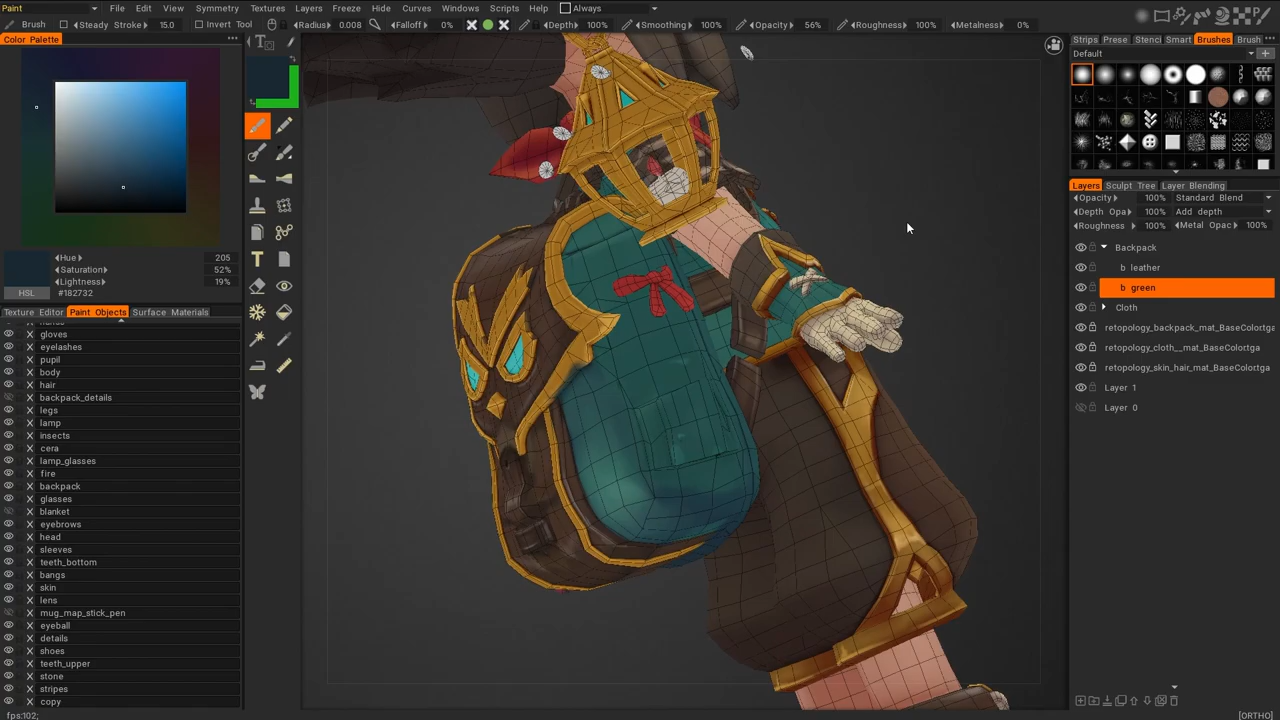 Paint File Edit View Symmetry Textures Layers Freeze Hide Curves Windows Scripts Help Always
Brush Steady Stroke 15.0 Invert Tool Radius 0.008 Falloff 0% Depth 100% Smoothing 100% Opacity 56% Roughness 100% Metalness 0%
Color Palette
Hue 205
Saturation 52%
Lightness 19%
HSL #182732
Texture Editor Paint Objects Surface Materials
gloves
eyelashes
pupil
body
hair
backpack_details
legs
lamp
insects
cera
lamp_glasses
fire
backpack
glasses
blanket
eyebrows
head
sleeves
teeth_bottom
bangs
skin
lens
mug_map_stick_pen
eyeball
details
shoes
teeth_upper
stone
stripes
copy
fps:102;
Strips Prese Stenci Smart Brushes Brush
Default
Layers Sculpt Tree Layer Blending
Opacity 100% Standard Blend
Depth Opa 100% Add depth
Roughness 100% Metal Opac 100%
Backpack
b leather
b green
Cloth
retopology_backpack_mat_BaseColortga
retopology_cloth__mat_BaseColortga
retopology_skin_hair_mat_BaseColortga
Layer 1
Layer 0
[ORTHO]